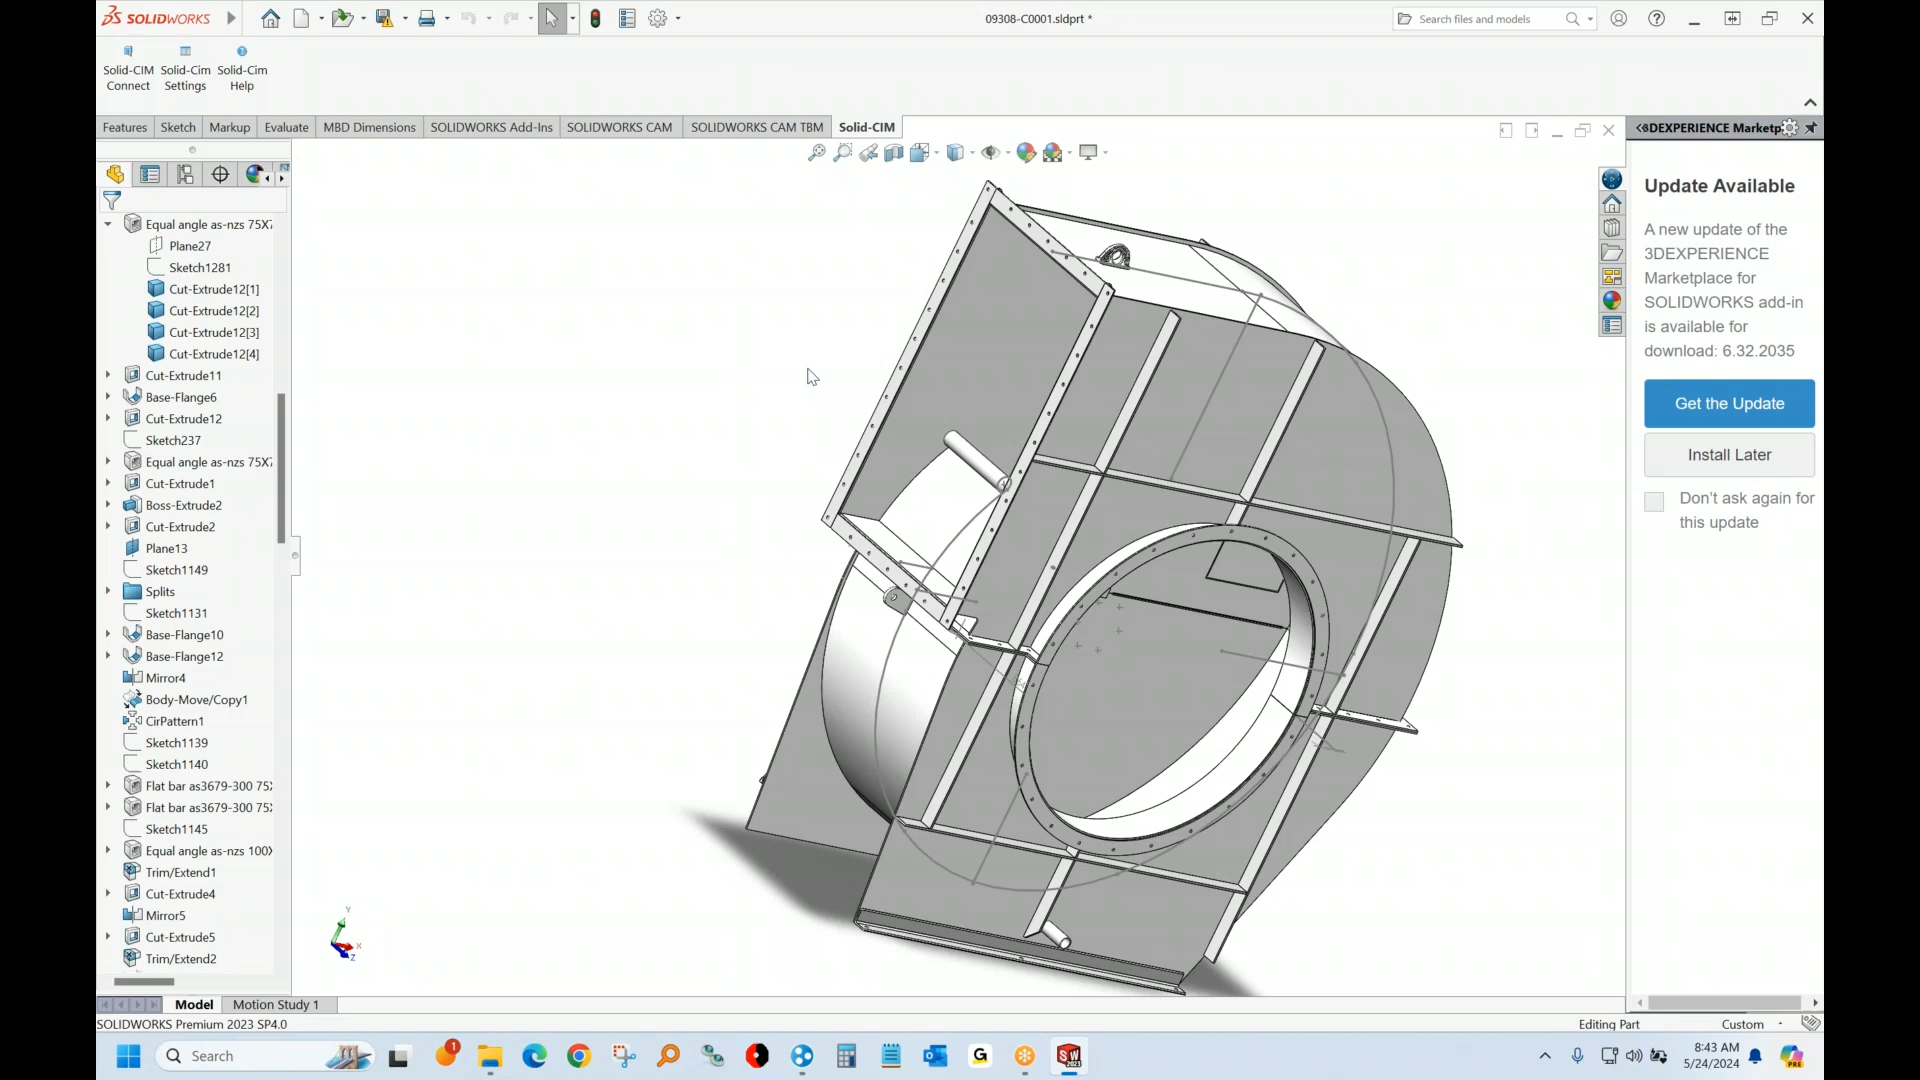 SOLIDWORKS
09308-C0001.sldprt *
Search files and models
Solid-CIM Connect
Solid-Cim Settings
Solid-Cim Help
Features
Sketch
Markup
Evaluate
MBD Dimensions
SOLIDWORKS Add-Ins
SOLIDWORKS CAM
SOLIDWORKS CAM TBM
Solid-CIM
3DEXPERIENCE Marketp
Equal angle as-nzs 75X7
Plane27
Sketch1281
Cut-Extrude12[1]
Cut-Extrude12[2]
Cut-Extrude12[3]
Cut-Extrude12[4]
Cut-Extrude11
Base-Flange6
Cut-Extrude12
Sketch237
Equal angle as-nzs 75X7
Cut-Extrude1
Boss-Extrude2
Cut-Extrude2
Plane13
Sketch1149
Splits
Sketch1131
Base-Flange10
Base-Flange12
Mirror4
Body-Move/Copy1
CirPattern1
Sketch1139
Sketch1140
Flat bar as3679-300 75X
Flat bar as3679-300 75X
Sketch1145
Equal angle as-nzs 100X
Trim/Extend1
Cut-Extrude4
Mirror5
Cut-Extrude5
Trim/Extend2
Y
X
Z
Update Available
A new update of the
3DEXPERIENCE
Marketplace for
SOLIDWORKS add-in
is available for
download: 6.32.2035
Get the Update
Install Later
Don't ask again for
this update
Model
Motion Study 1
SOLIDWORKS Premium 2023 SP4.0
Editing Part
Custom
Search
1
G
SW
2023
8:43 AM
5/24/2024
PRE